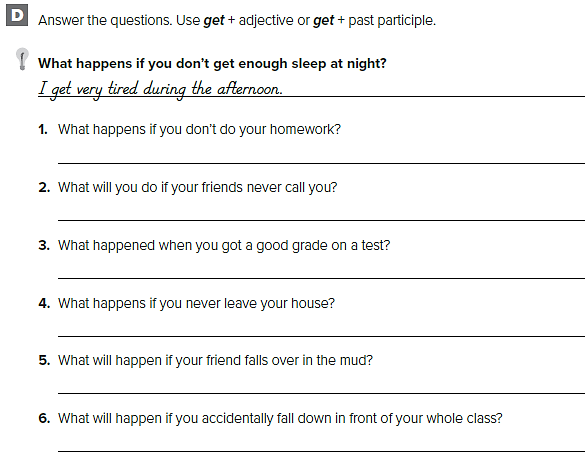 D Answer the questions. Use get + adjective or get + past participle.
! What happens if you don't get enough sleep at night?
I get very tired during the afternoon.
1. What happens if you don't do your homework?
2. What will you do if your friends never call you?
3. What happened when you got a good grade on a test?
4. What happens if you never leave your house?
5. What will happen if your friend falls over in the mud?
6. What will happen if you accidentally fall down in front of your whole class?